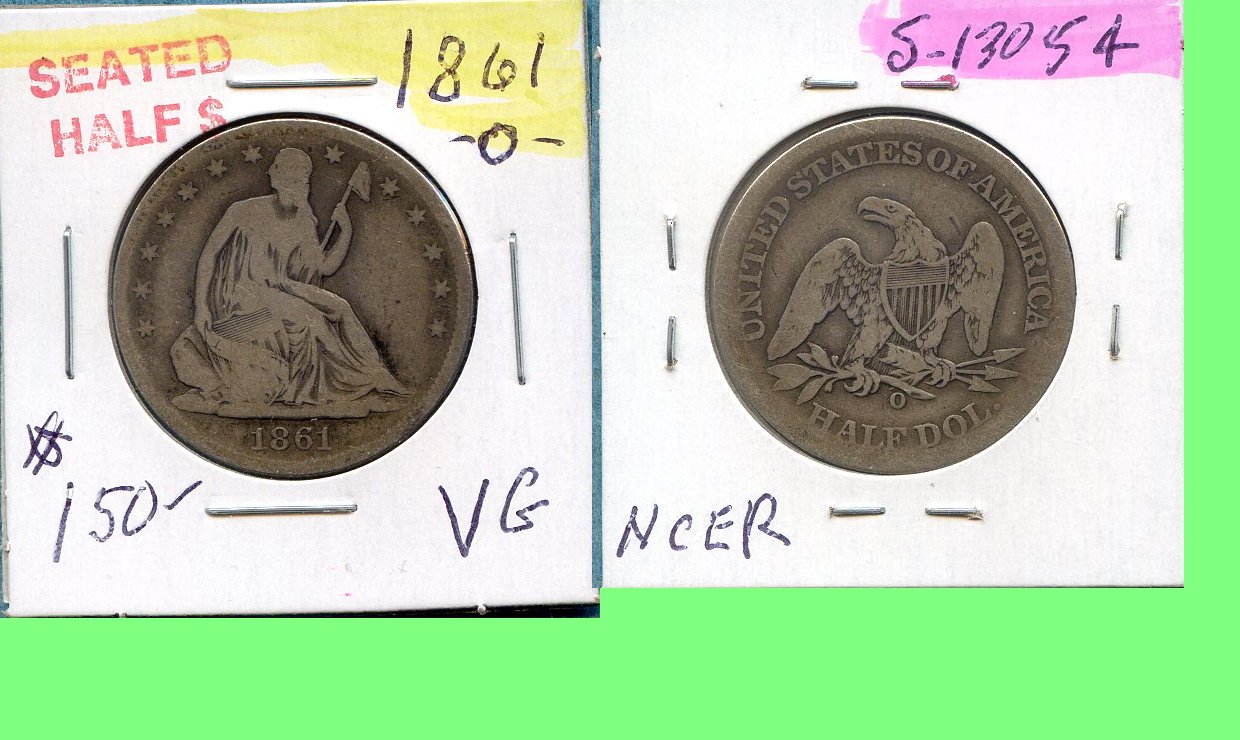 SEATED
HALF $
1861
-O-
1861
$
150-
VG
S-13054
UNITED STATES OF AMERICA
O
HALF DOL.
NCER